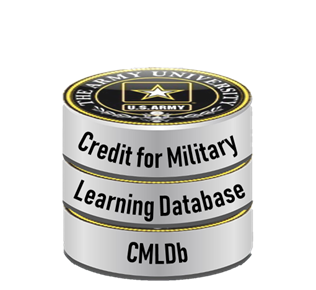 THE ARMY UNIVERSITY
U.S. ARMY
Credit for Military
Learning Database
CMLDb